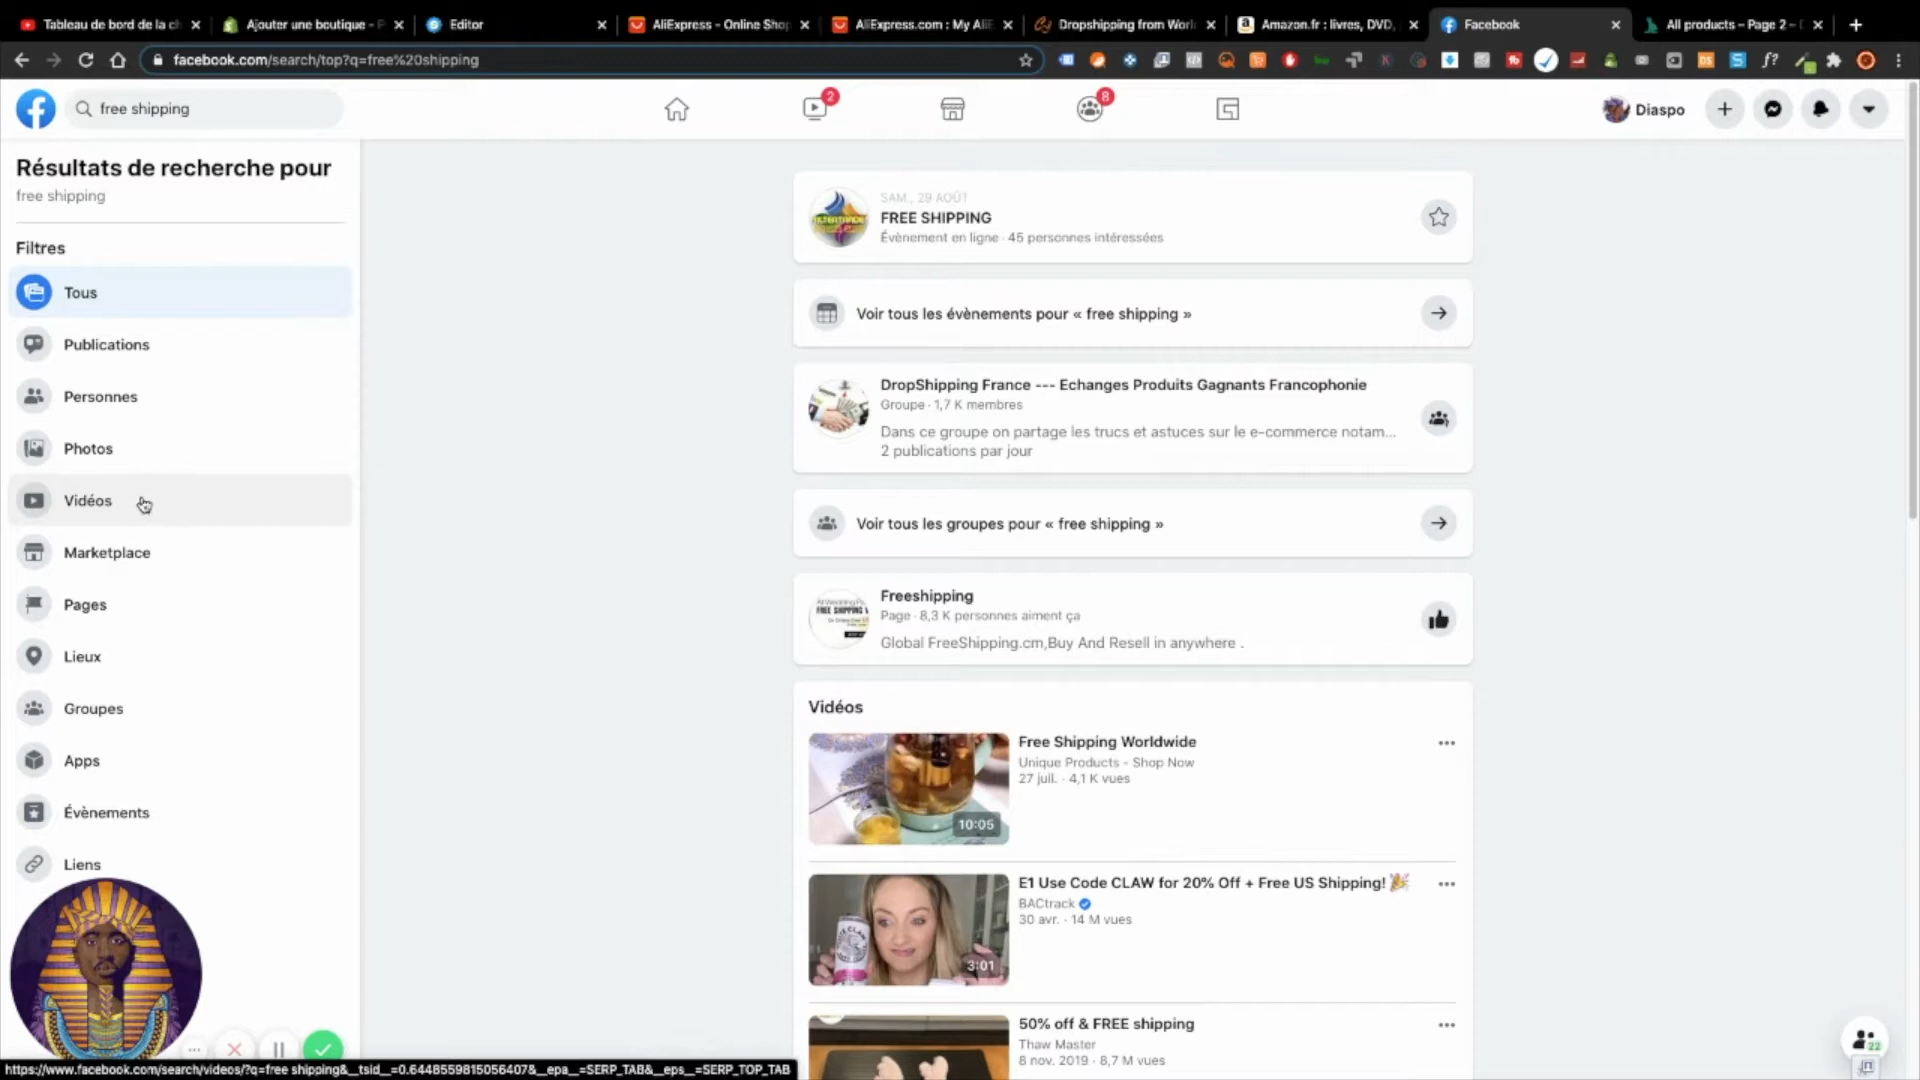 Tableau de bord de la c
Ajouter une boutique - P
Editor
AliExpress - Online Shop
AliExpress.com : My AliE
Dropshipping from Worl
Amazon.fr : livres, DVD,
Facebook
All products – Page 2 –
facebook.com/search/top?q=free%20shipping
free shipping
2
8
Diaspo
Résultats de recherche pour
free shipping
Filtres
Tous
Publications
Personnes
Photos
Vidéos
Marketplace
Pages
Lieux
Groupes
Apps
Évènements
Liens
SAM., 29 AOÛT
FREE SHIPPING
Évènement en ligne · 45 personnes intéressées
Voir tous les évènements pour « free shipping »
DropShipping France --- Echanges Produits Gagnants Francophonie
Groupe · 1,7 K membres
Dans ce groupe on partage les trucs et astuces sur le e-commerce notam...
2 publications par jour
Voir tous les groupes pour « free shipping »
FREE SHIPPING
Freeshipping
Page · 8,3 K personnes aiment ça
Global FreeShipping.cm,Buy And Resell in anywhere .
Vidéos
Free Shipping Worldwide
Unique Products - Shop Now
27 juil. · 4,1 K vues
10:05
E1 Use Code CLAW for 20% Off + Free US Shipping! 🎉
BACtrack
30 avr. · 14 M vues
3:01
50% off & FREE shipping
Thaw Master
8 nov. 2019 · 8,7 M vues
22
https://www.facebook.com/search/videos/?q=free shipping&__tsid__=0.6448559815056407&__epa__=SERP_TAB&__eps__=SERP_TOP_TAB